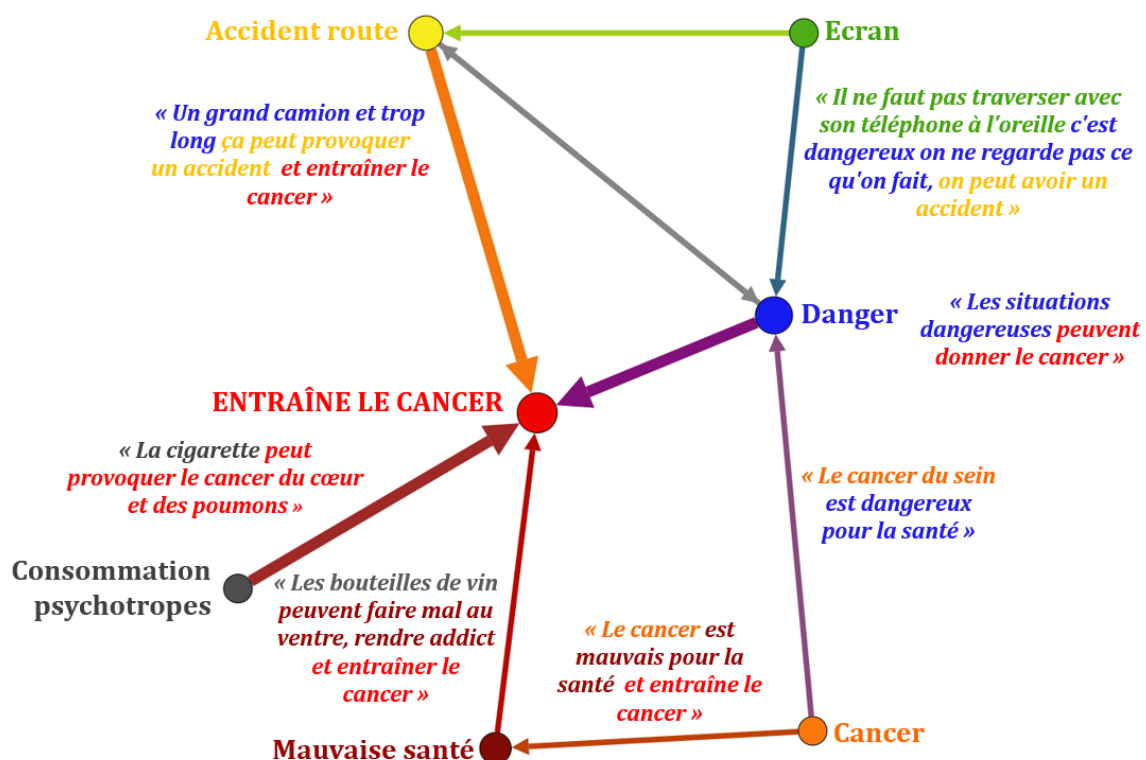 Accident route
Ecran
« Un grand camion et trop
long ça peut provoquer
un accident et entraîner le
cancer »
« Il ne faut pas traverser avec
son téléphone à l'oreille c'est
dangereux on ne regarde pas ce
qu'on fait, on peut avoir un
accident »
Danger
« Les situations
dangereuses peuvent
donner le cancer »
ENTRAÎNE LE CANCER
« La cigarette peut
provoquer le cancer du cœur
et des poumons »
« Le cancer du sein
est dangereux
pour la santé »
Consommation
psychotropes
« Les bouteilles de vin
peuvent faire mal au
ventre, rendre addict
et entraîner le
cancer »
« Le cancer est
mauvais pour la
santé et entraîne le
cancer »
Mauvaise santé
Cancer